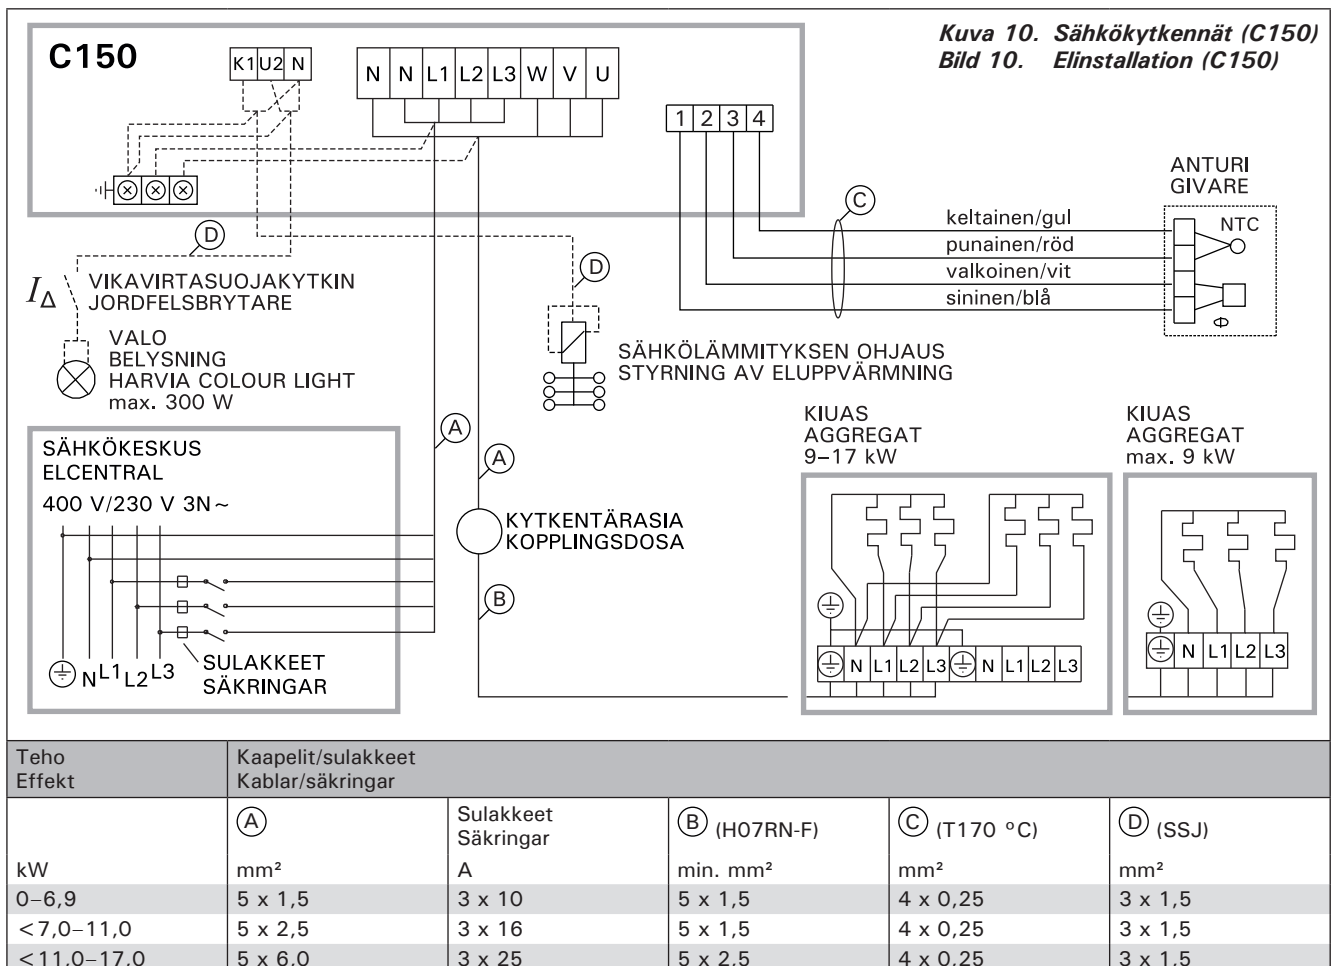 C150
Kuva 10. Sähkökytkennät (C150)
Bild 10. Elinstallation (C150)
K1 U2 N
N N L1 L2 L3 W V U
1 2 3 4
ANTURI
GIVARE
C
keltainen/gul
punainen/röd
valkoinen/vit
sininen/blå
NTC
D
D
I∆
VIKAVIRTASUOJAKYTKIN
JORDFELSBRYTARE
VALO
BELYSNING
HARVIA COLOUR LIGHT
max. 300 W
SÄHKÖLÄMMITYKSEN OHJAUS
STYRNING AV ELUPPVÄRMNING
A
A
SÄHKÖKESKUS
ELCENTRAL
400 V/230 V 3N~
N L1 L2 L3
SULAKKEET
SÄKRINGAR
KYTKENTÄRASIA
KOPPLINGSDOSA
B
KIUAS
AGGREGAT
9–17 kW
N L1 L2 L3 N L1 L2 L3
KIUAS
AGGREGAT
max. 9 kW
N L1 L2 L3
Teho
Effekt
Kaapelit/sulakkeet
Kablar/säkringar
A
Sulakkeet
Säkringar
B (H07RN-F)
C (T170 °C)
D (SSJ)
kW mm² A min. mm² mm² mm²
0–6,9 5 x 1,5 3 x 10 5 x 1,5 4 x 0,25 3 x 1,5
<7,0–11,0 5 x 2,5 3 x 16 5 x 1,5 4 x 0,25 3 x 1,5
<11,0–17,0 5 x 6,0 3 x 25 5 x 2,5 4 x 0,25 3 x 1,5